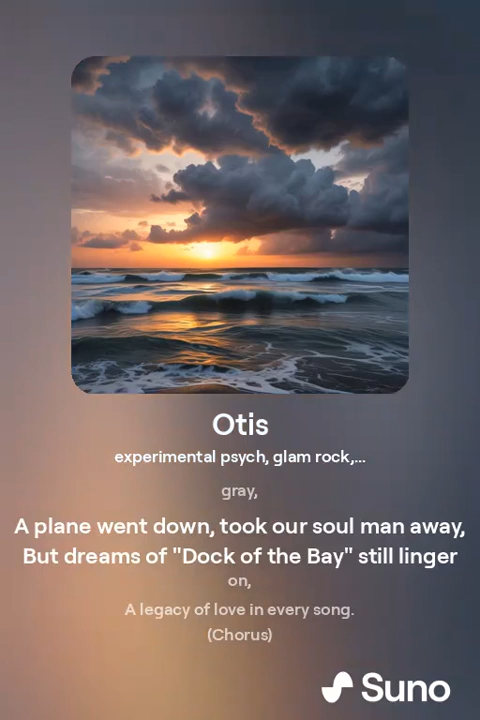 Otis
experimental psych, glam rock,...
gray,
A plane went down, took our soul man away,
But dreams of "Dock of the Bay" still linger
on,
A legacy of love in every song.
(Chorus)
Suno